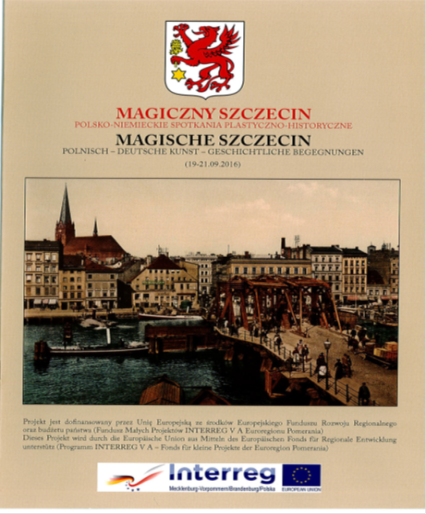 MAGICZNY SZCZECIN
POLSKO-NIEMIECKIE SPOTKANIA PLASTYCZNO-HISTORYCZNE
MAGISCHE SZCZECIN
POLNISCH – DEUTSCHE KUNST – GESCHICHTLICHE BEGEGNUNGEN
(19-21.09.2016)
Projekt jest dofinansowany przez Unię Europejską ze środków Europejskiego Funduszu Rozwoju Regionalnego
oraz budżetu państwa (Fundusz Małych Projektów INTERREG V A Euroregionu Pomerania)
Dieses Projekt wird durch die Europäische Union aus Mitteln des Europäischen Fonds für Regionale Entwicklung
unterstütz (Programm INTERREG V A – Fonds für kleine Projekte der Euroregion Pomerania)
Interreg
Mecklenburg-Vorpommern/Brandenburg/Polska
EUROPEAN UNION